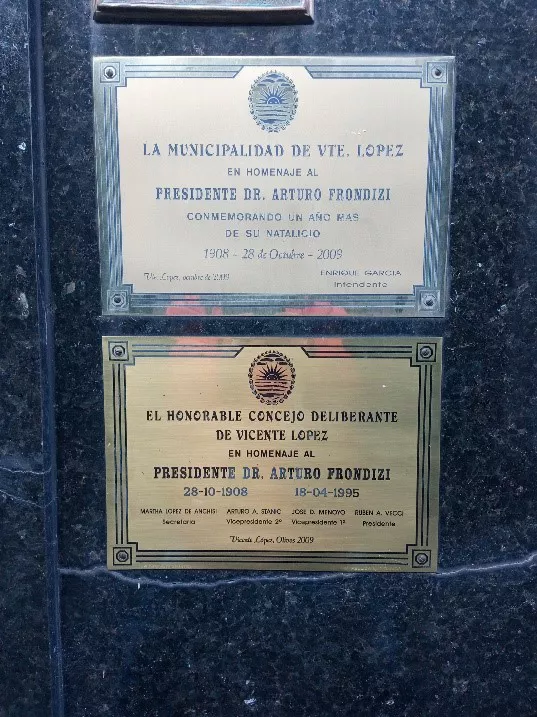 LA MUNICIPALIDAD DE VTE. LOPEZ
EN HOMENAJE AL
PRESIDENTE DR. ARTURO FRONDIZI
CONMEMORANDO UN AÑO MAS
DE SU NATALICIO
1908 - 28 de Octubre - 2009
Vte. López, octubre de 2009
ENRIQUE GARCIA
Intendente
EL HONORABLE CONCEJO DELIBERANTE
DE VICENTE LOPEZ
EN HOMENAJE AL
PRESIDENTE DR. ARTURO FRONDIZI
28-10-1908 18-04-1995
MARTHA LOPEZ DE ANCHISI ARTURO A. STANIC JOSE D. MENOYO RUBEN A. VECCI
Secretaria Vicepresidente 2º Vicepresidente 1º Presidente
Vicente López, Olivos 2009